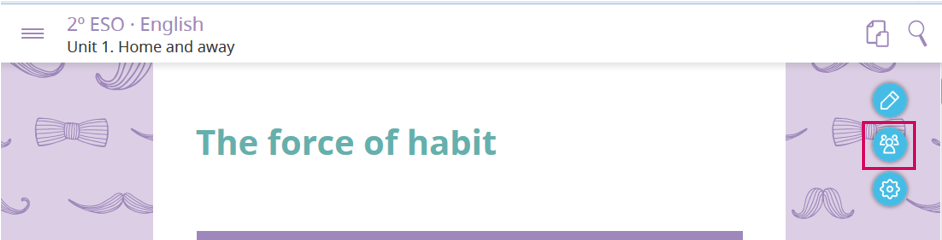 2º ESO · English
Unit 1. Home and away
The force of habit